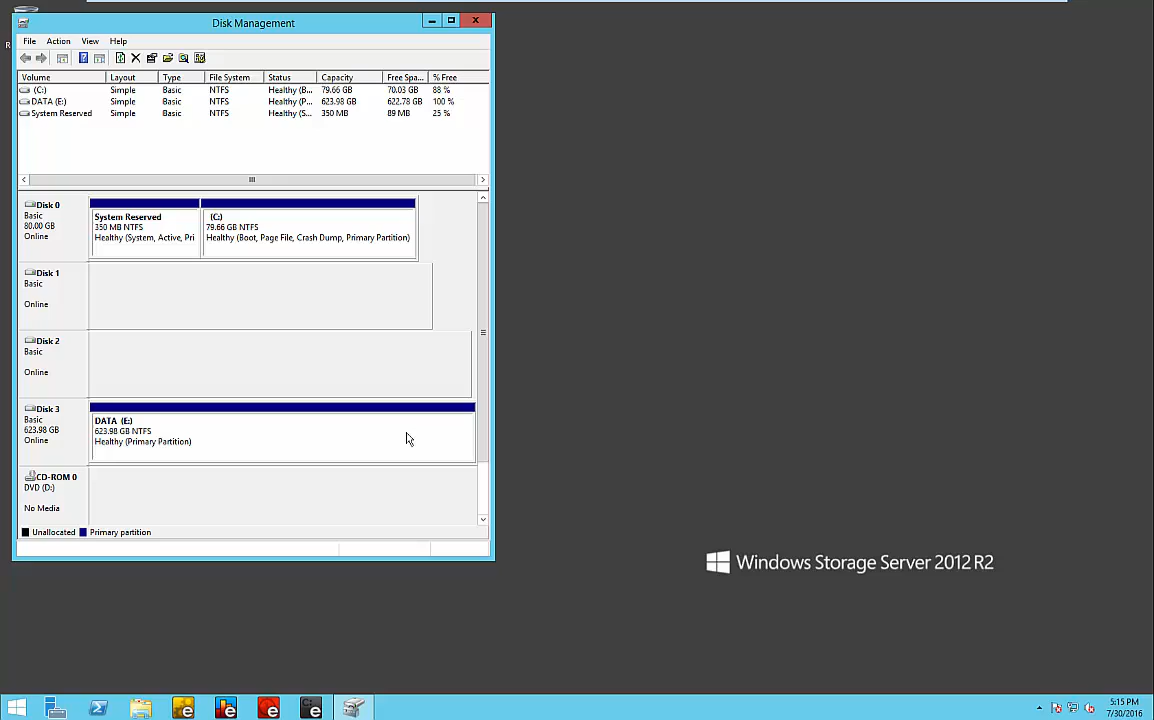 Disk Management
File Action View Help
Volume Layout Type File System Status Capacity Free Spa... % Free
(C:) Simple Basic NTFS Healthy (B... 79.66 GB 70.03 GB 88 %
DATA (E:) Simple Basic NTFS Healthy (P... 623.98 GB 622.78 GB 100 %
System Reserved Simple Basic NTFS Healthy (S... 350 MB 89 MB 25 %
Disk 0
Basic
80.00 GB
Online
System Reserved
350 MB NTFS
Healthy (System, Active, Pri
(C:)
79.66 GB NTFS
Healthy (Boot, Page File, Crash Dump, Primary Partition)
Disk 1
Basic
Online
Disk 2
Basic
Online
Disk 3
Basic
623.98 GB
Online
DATA (E:)
623.98 GB NTFS
Healthy (Primary Partition)
CD-ROM 0
DVD (D:)
No Media
Unallocated Primary partition
R
Windows Storage Server 2012 R2
5:15 PM
7/30/2016